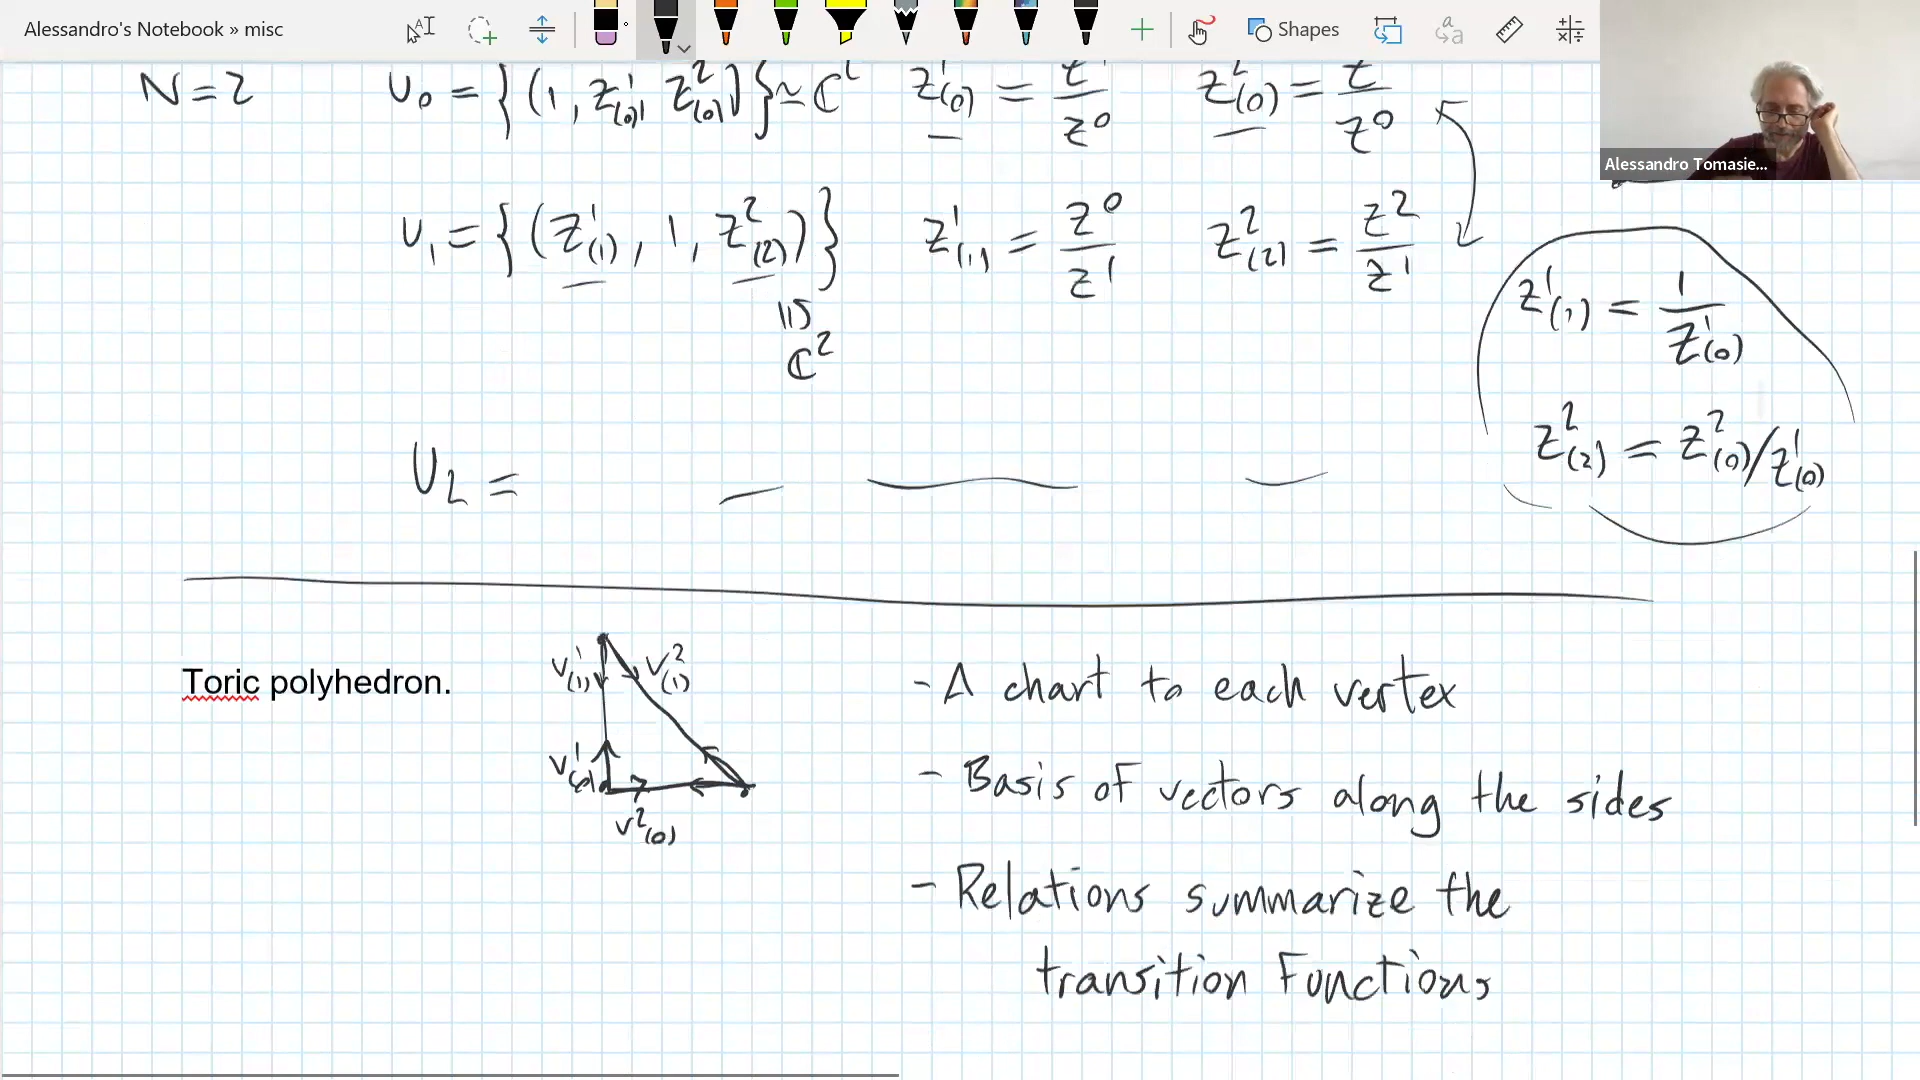 Alessandro's Notebook » misc
Shapes
Alessandro Tomasie...
N=2 U₀ = {(1, z¹₍₀₎, z²₍₀₎)} ≃ ℂ² z¹₍₀₎ = z¹/z⁰ z²₍₀₎ = z²/z⁰
U₁ = {(z¹₍₁₎, 1, z²₍₂₎)} z¹₍₁₎ = z⁰/z¹ z²₍₂₎ = z²/z¹
≃
ℂ²
z¹₍₁₎ = 1/z¹₍₀₎
z²₍₂₎ = z²₍₀₎/z¹₍₀₎
U₂ =
Toric polyhedron.
v¹₍₁₎ v²₍₁₎
v¹₍₀₎
v²₍₀₎
- A chart to each vertex
- Basis of vectors along the sides
- Relations summarize the
transition functions